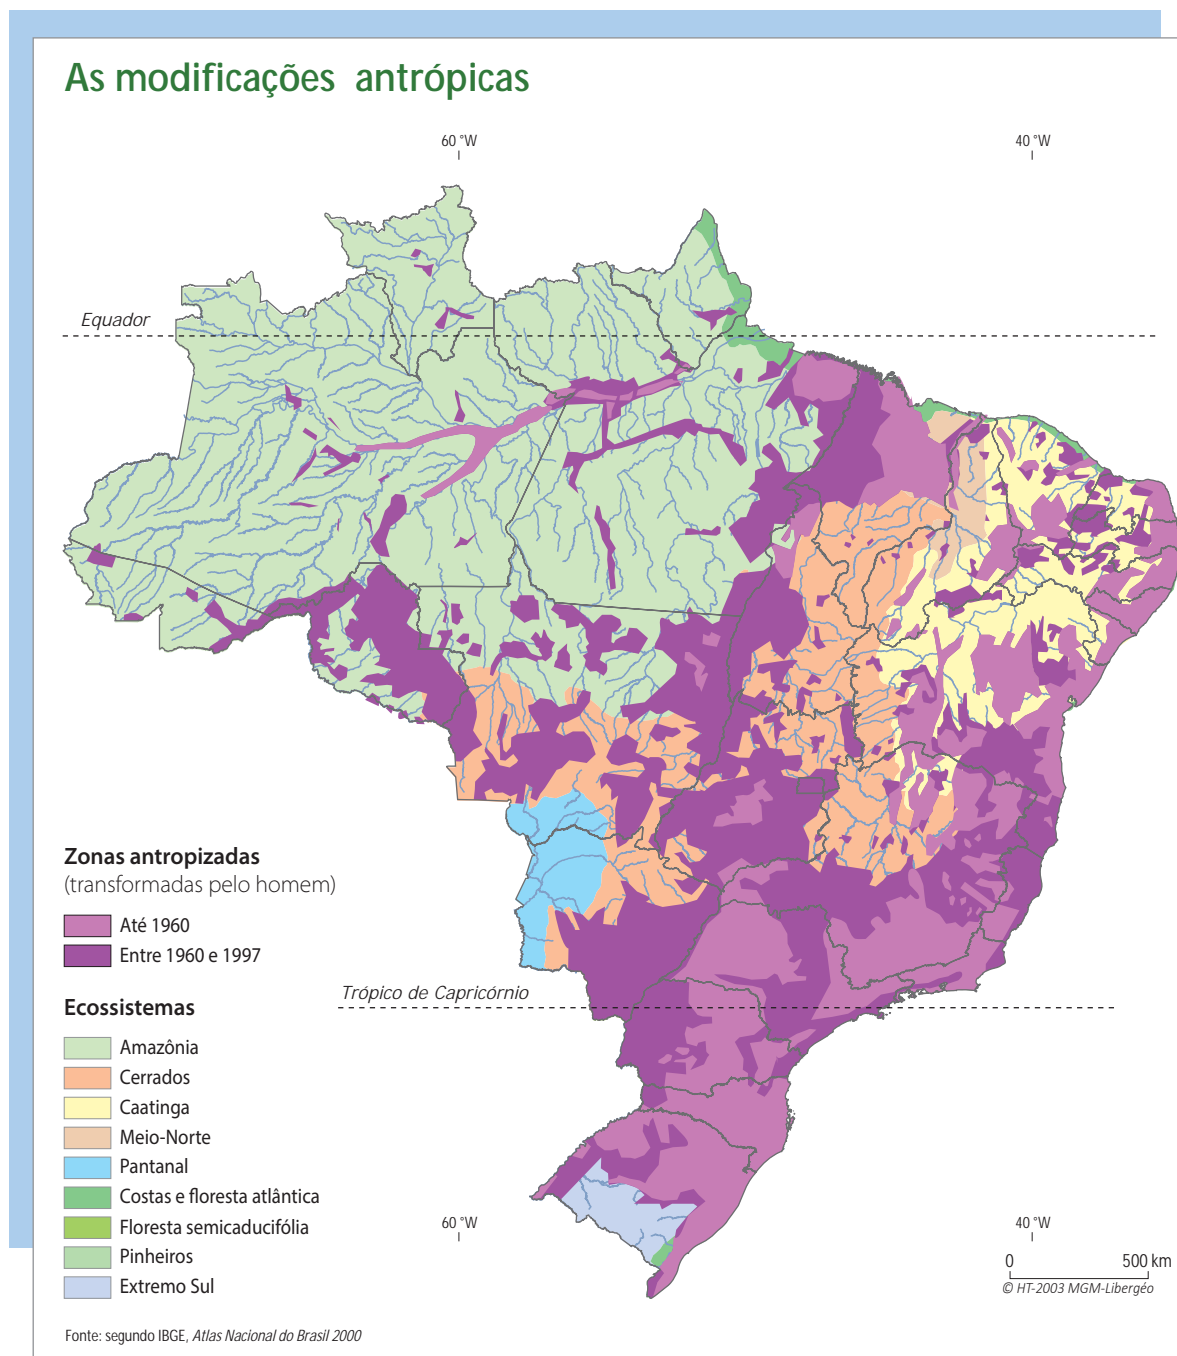 As modificações antrópicas
60 °W
40 °W
Equador
Trópico de Capricórnio
Zonas antropizadas
(transformadas pelo homem)
Até 1960
Entre 1960 e 1997
Ecossistemas
Amazônia
Cerrados
Caatinga
Meio-Norte
Pantanal
Costas e floresta atlântica
Floresta semicaducifólia
Pinheiros
Extremo Sul
60 °W
40 °W
0 500 km
© HT-2003 MGM-Libergéo
Fonte: segundo IBGE, Atlas Nacional do Brasil 2000